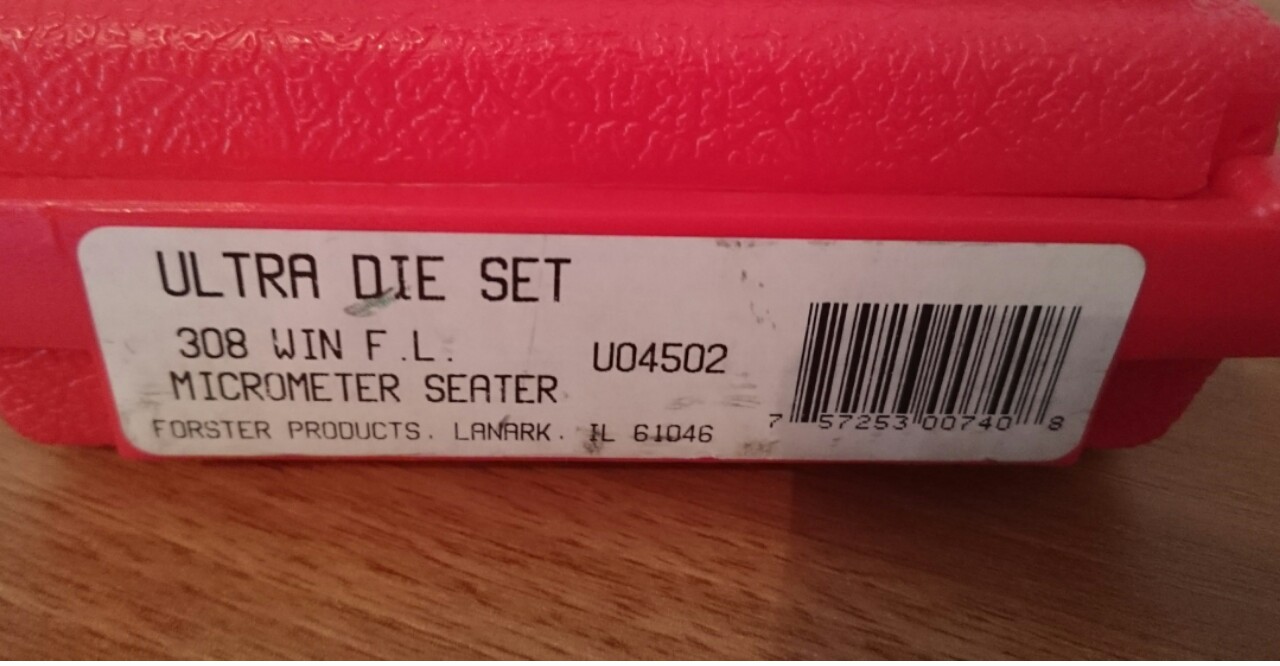 ULTRA DIE SET
308 WIN F.L.
U04502
MICROMETER SEATER
FORSTER PRODUCTS. LANARK. IL 61046
7 57253 00740 8